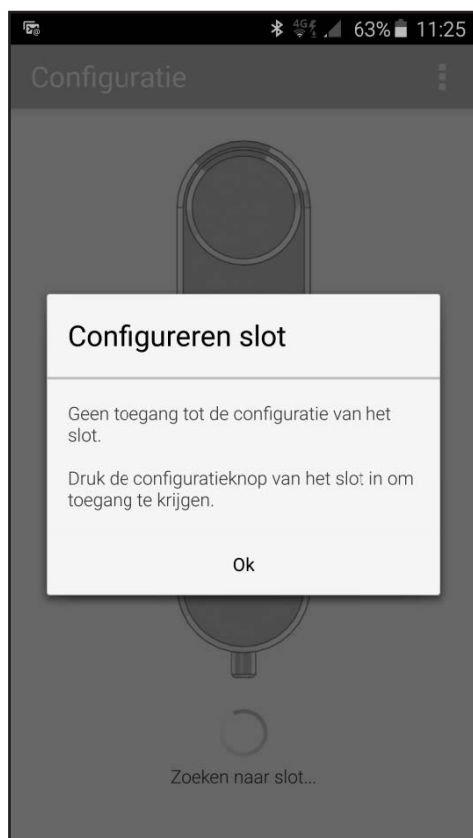 4G 63% 11:25
Configuratie
Configureren slot
Geen toegang tot de configuratie van het
slot.
Druk de configuratieknop van het slot in om
toegang te krijgen.
Ok
Zoeken naar slot...